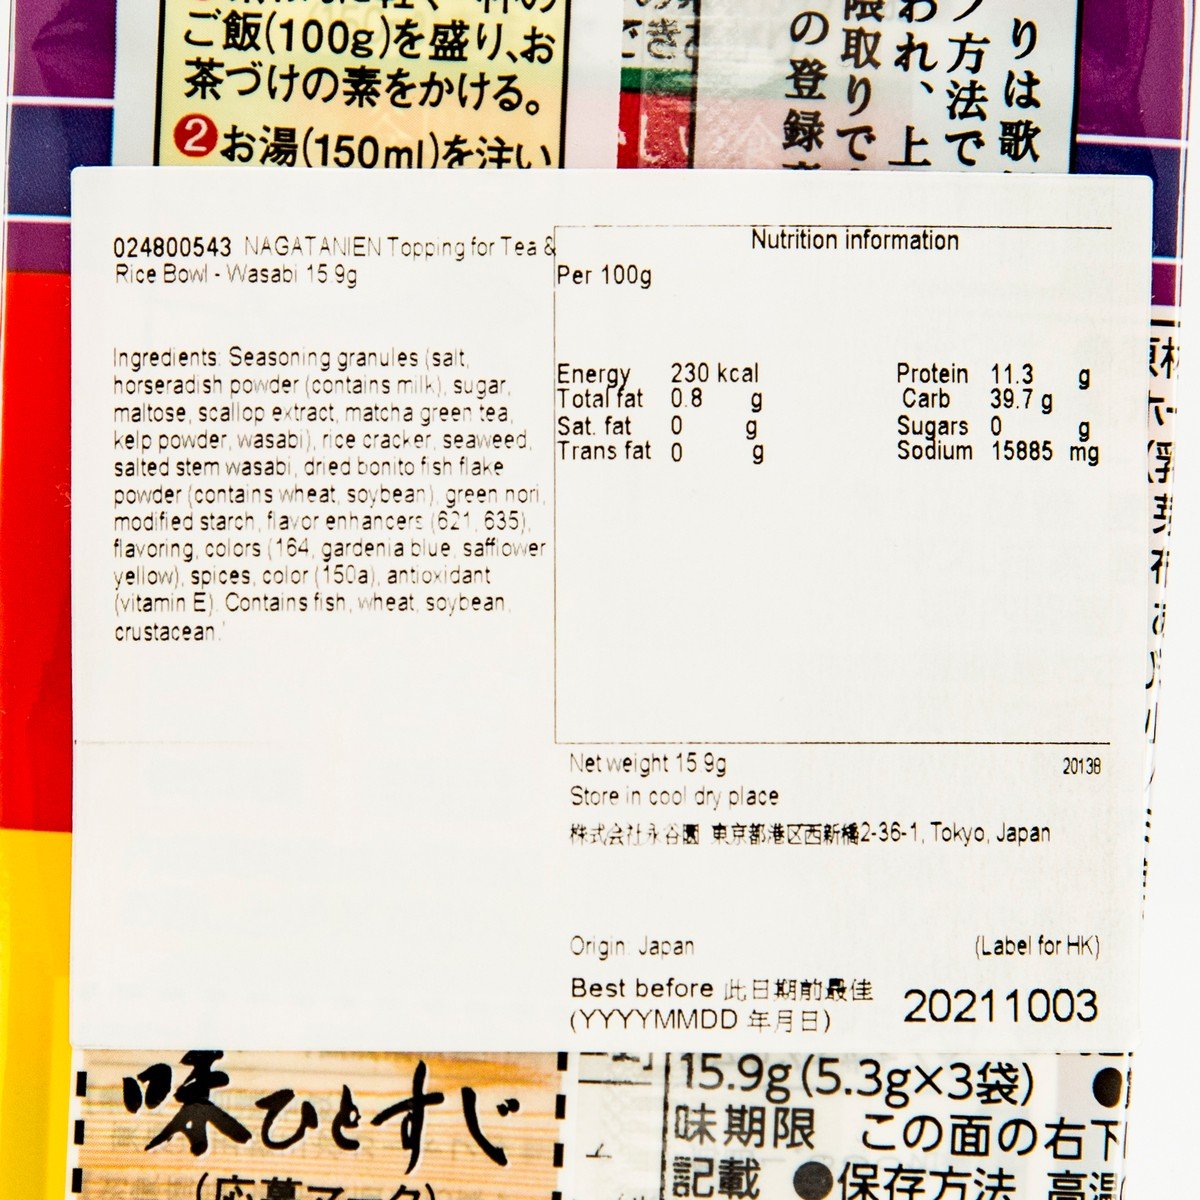 ご飯(100g)を盛り、お
茶づけの素をかける。
❷お湯(150ml)を注い
りは歌
方法で
われ、上
限取りで
の登録
024800543 NAGATANIEN Topping for Tea &
Rice Bowl - Wasabi 15.9g
Ingredients: Seasoning granules (salt,
horseradish powder (contains milk), sugar,
maltose, scallop extract, matcha green tea,
kelp powder, wasabi), rice cracker, seaweed,
salted stem wasabi, dried bonito fish flake
powder (contains wheat, soybean), green nori,
modified starch, flavor enhancers (621, 635),
flavoring, colors (164, gardenia blue, safflower
yellow), spices, color (150a), antioxidant
(vitamin E). Contains fish, wheat, soybean,
crustacean.
Nutrition information
Per 100g
Energy 230 kcal Protein 11.3 g
Total fat 0.8 g Carb 39.7 g
Sat. fat 0 g Sugars 0 g
Trans fat 0 g Sodium 15885 mg
Net weight 15.9g 20138
Store in cool dry place
株式会社永谷園 東京都港区西新橋2-36-1, Tokyo, Japan
Origin: Japan (Label for HK)
Best before 此日期前最佳
(YYYYMMDD 年月日) 20211003
味ひとすじ
(応募マーク)
15.9g(5.3g×3袋) ●
味期限 この面の右下
記載 ●保存方法 高温